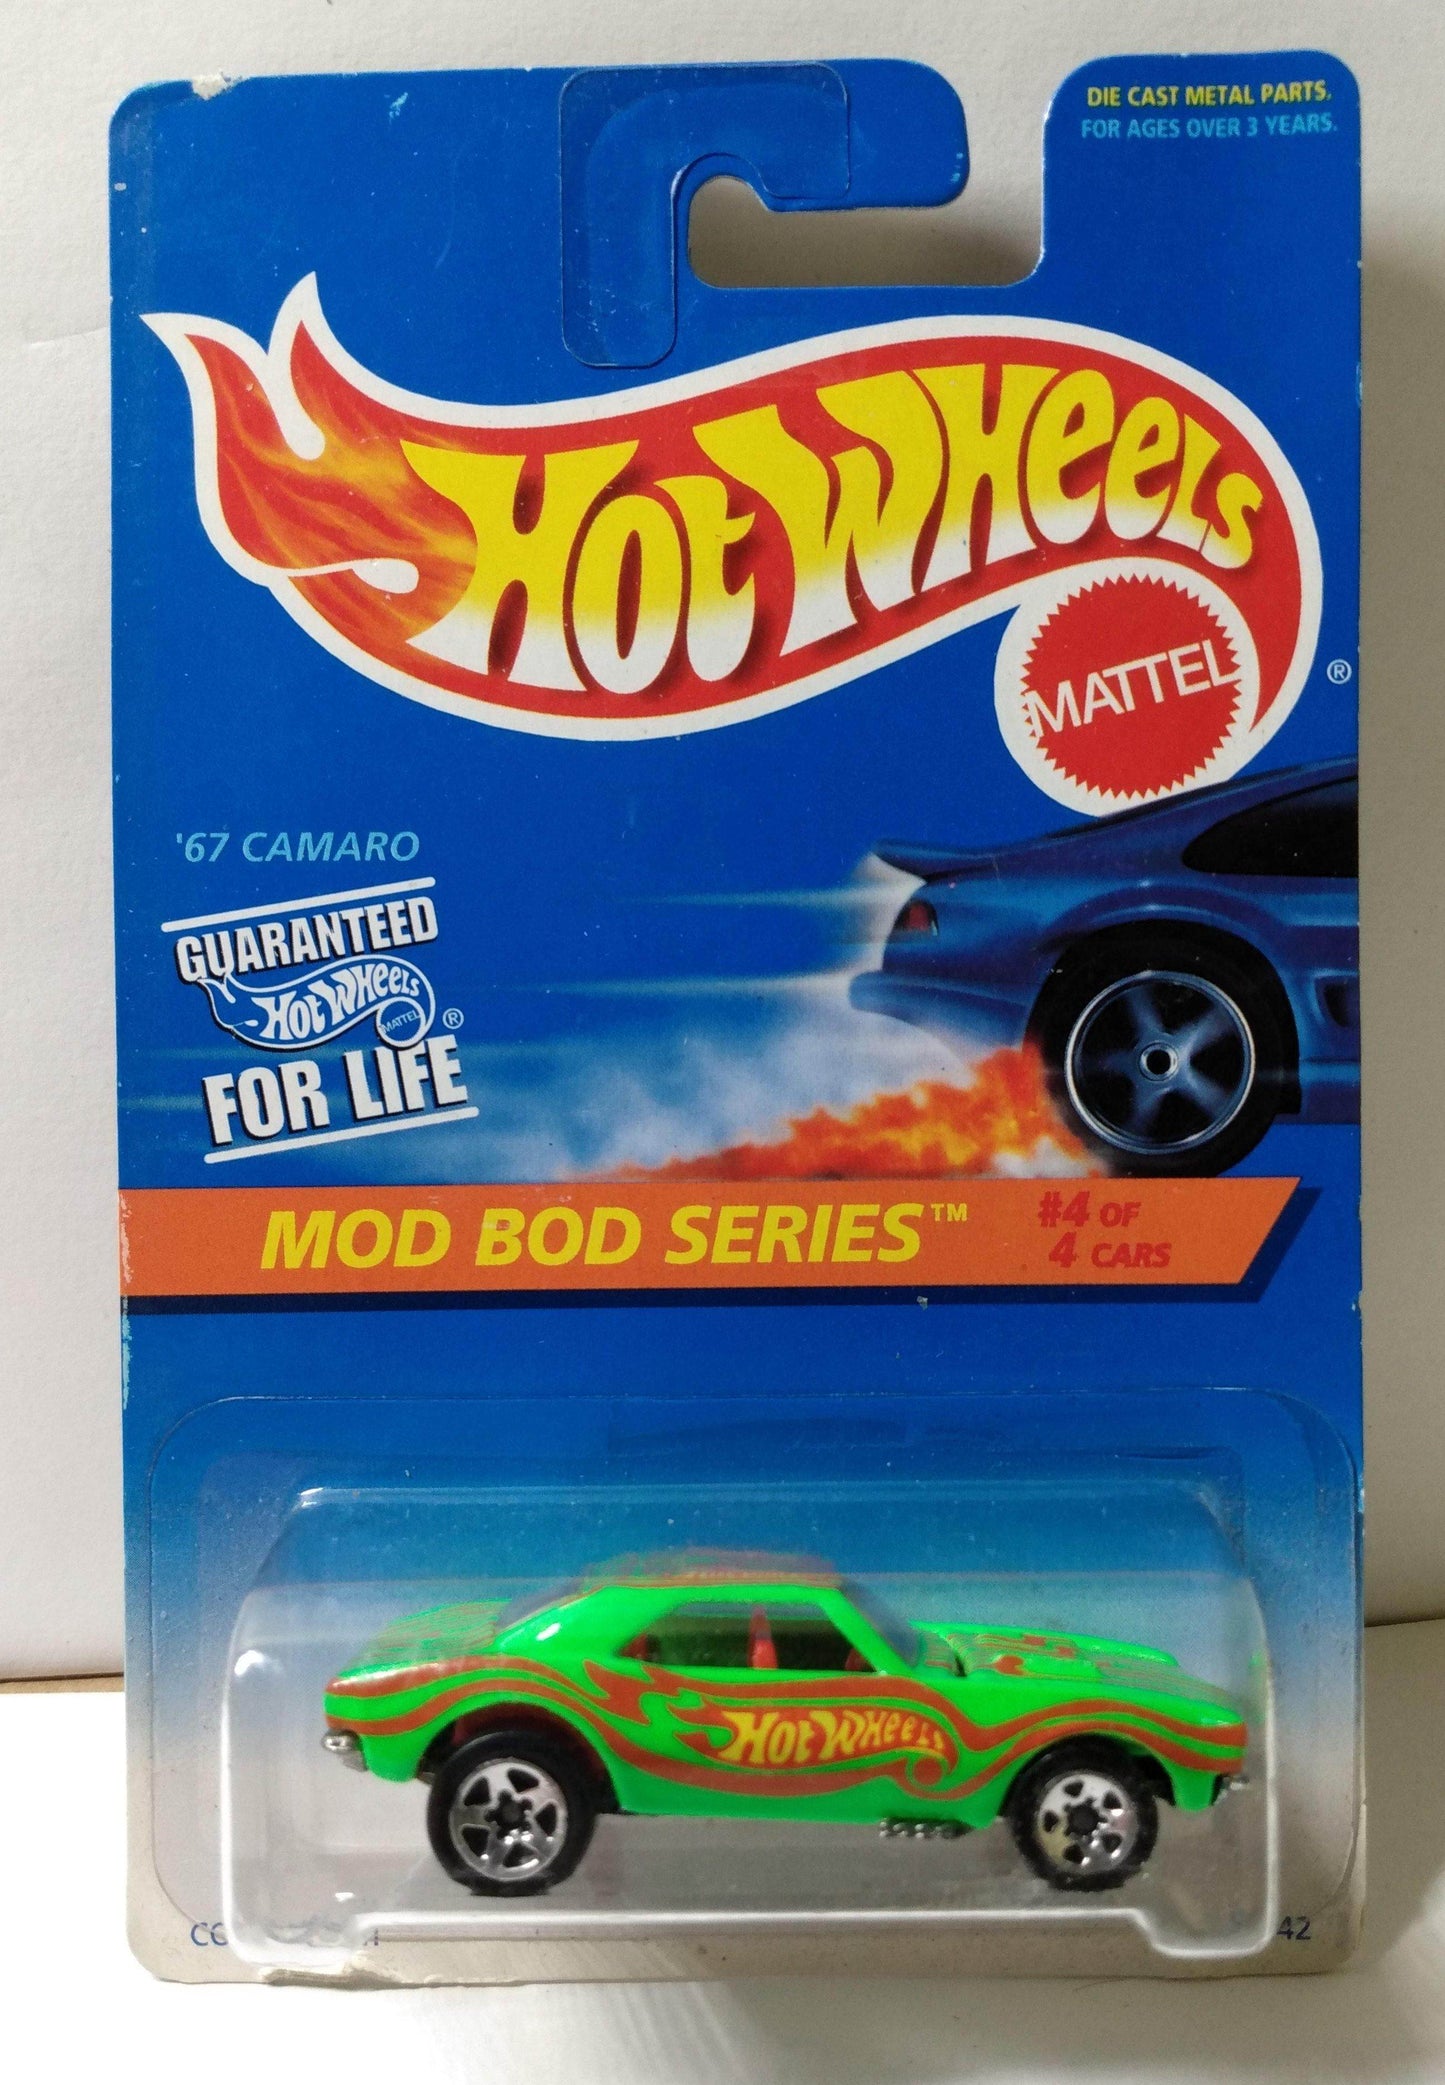 DIE CAST METAL PARTS.
FOR AGES OVER 3 YEARS.
HOT WHEELS
MATTEL
®
'67 CAMARO
GUARANTEED
HOT WHEELS
MATTEL ®
FOR LIFE
MOD BOD SERIES™
#4 OF
4 CARS
HOT WHEELS
42